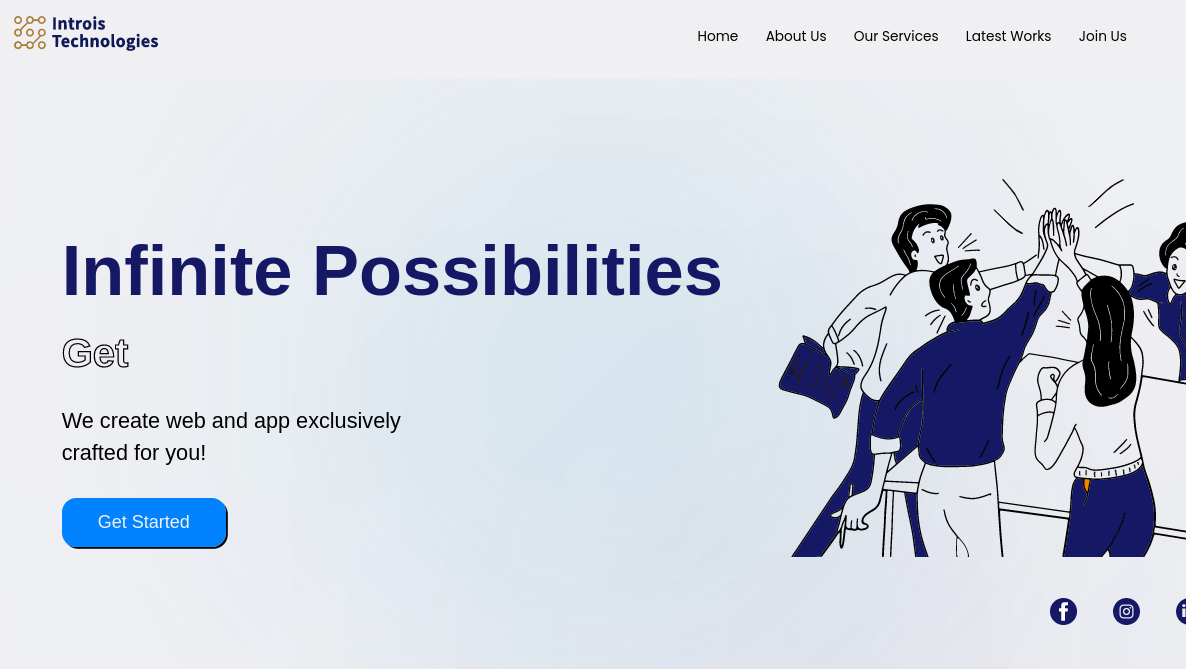 Introis
Technologies
Home
About Us
Our Services
Latest Works
Join Us
Infinite Possibilities
Get
We create web and app exclusively
crafted for you!
Get Started